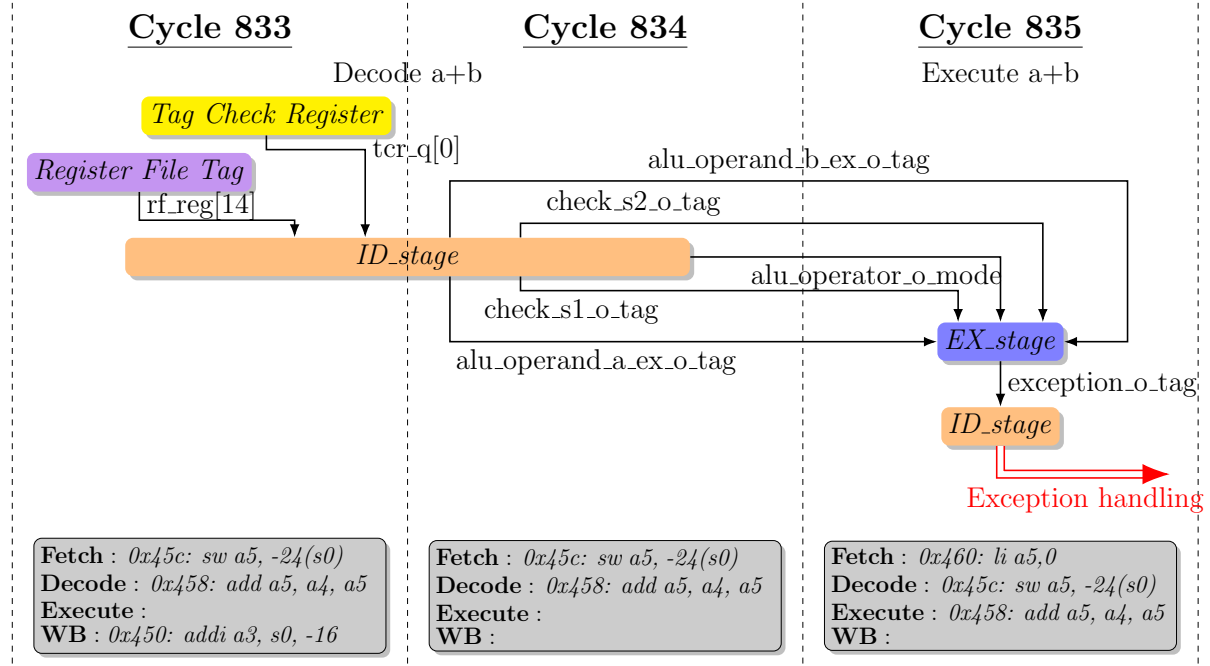 Cycle 833
Cycle 834
Cycle 835
Decode a+b
Execute a+b
Tag Check Register
tcr_q[0]
Register File Tag
rf_reg[14]
alu_operand_b_ex_o_tag
check_s2_o_tag
ID_stage
alu_operator_o_mode
check_s1_o_tag
EX_stage
alu_operand_a_ex_o_tag
exception_o_tag
ID_stage
Exception handling
Fetch : 0x45c: sw a5, -24(s0)
Decode : 0x458: add a5, a4, a5
Execute :
WB : 0x450: addi a3, s0, -16
Fetch : 0x45c: sw a5, -24(s0)
Decode : 0x458: add a5, a4, a5
Execute :
WB :
Fetch : 0x460: li a5,0
Decode : 0x45c: sw a5, -24(s0)
Execute : 0x458: add a5, a4, a5
WB :